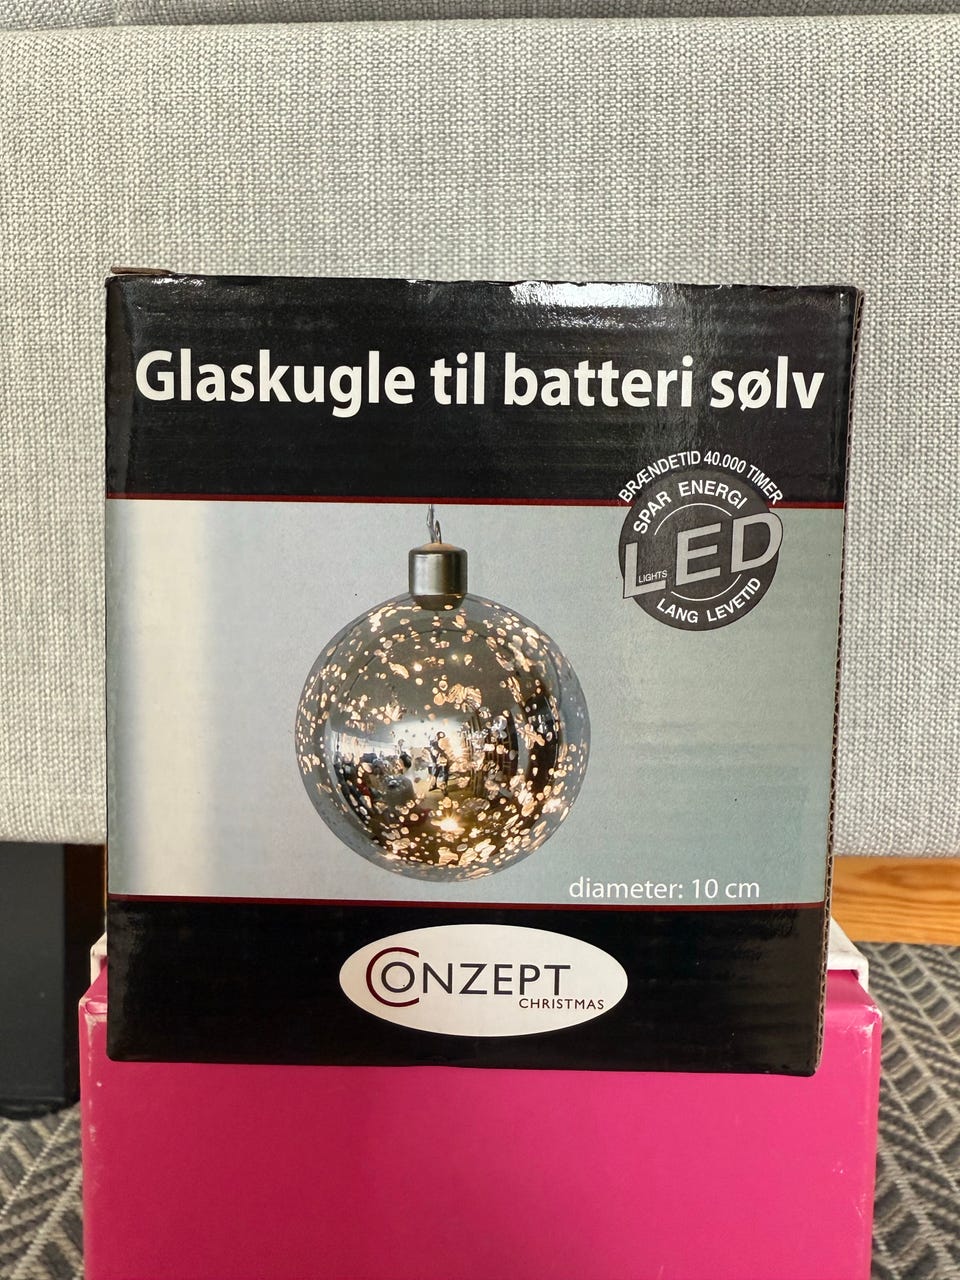 Glaskugle til batteri sølv
BRÆNDETID 40.000 TIMER
SPAR ENERGI
LED
LIGHTS
LANG LEVETID
diameter: 10 cm
CONZEPT
CHRISTMAS